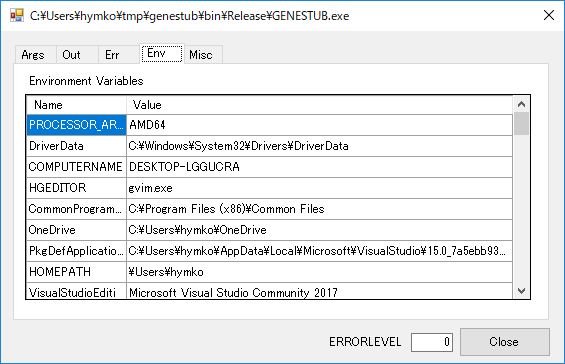 C:¥Users¥hymko¥tmp¥genestub¥bin¥Release¥GENESTUB.exe
Args Out Err Env Misc
Environment Variables
Name Value
PROCESSOR_AR... AMD64
DriverData C:¥Windows¥System32¥Drivers¥DriverData
COMPUTERNAME DESKTOP-LGGUCRA
HGEDITOR gvim.exe
CommonProgram... C:¥Program Files (x86)¥Common Files
OneDrive C:¥Users¥hymko¥OneDrive
PkgDefApplicatio... C:¥Users¥hymko¥AppData¥Local¥Microsoft¥VisualStudio¥15.0_7a5ebb93...
HOMEPATH ¥Users¥hymko
VisualStudioEditi Microsoft Visual Studio Community 2017
ERRORLEVEL 0 Close